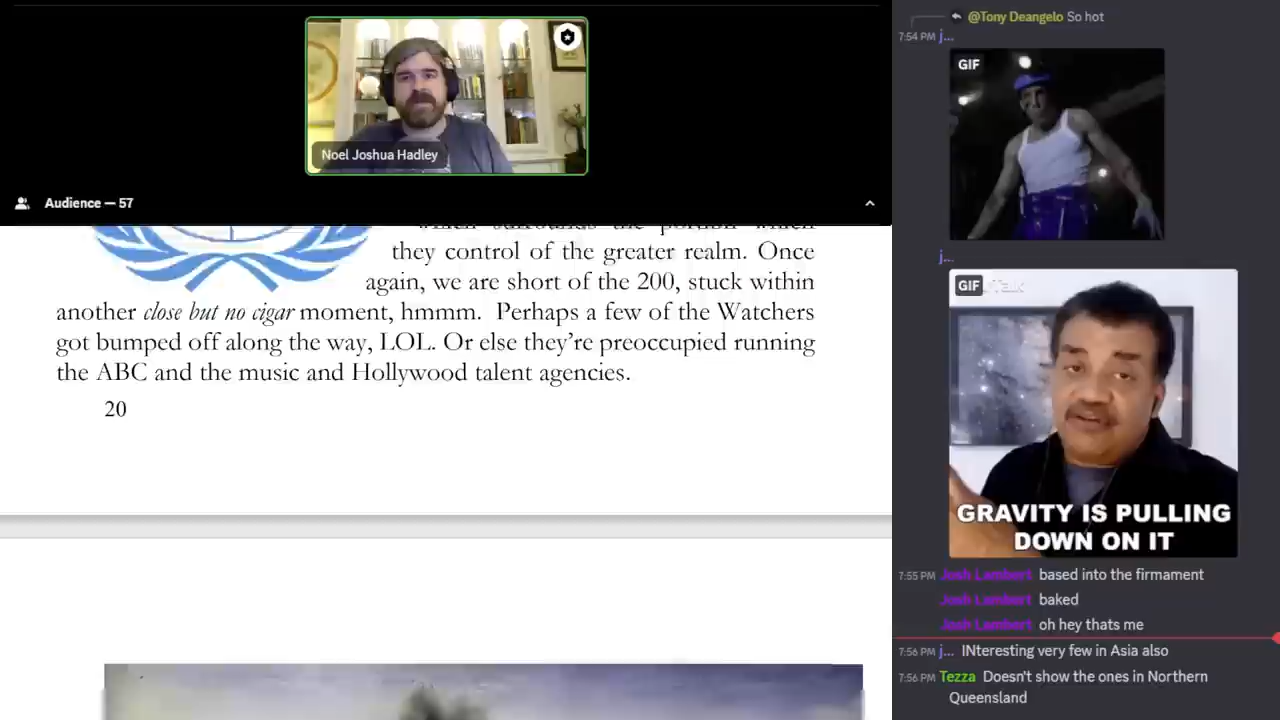 Noel Joshua Hadley
Audience — 57
which surrounds the portion which
they control of the greater realm. Once
again, we are short of the 200, stuck within
another close but no cigar moment, hmmm. Perhaps a few of the Watchers
got bumped off along the way, LOL. Or else they’re preoccupied running
the ABC and the music and Hollywood talent agencies.
20
@Tony Deangelo So hot
7:54 PM j...
GIF
j...
GIF
GRAVITY IS PULLING
DOWN ON IT
7:55 PM Josh Lambert based into the firmament
Josh Lambert baked
Josh Lambert oh hey thats me
7:56 PM j... INteresting very few in Asia also
7:56 PM Tezza Doesn't show the ones in Northern
Queensland